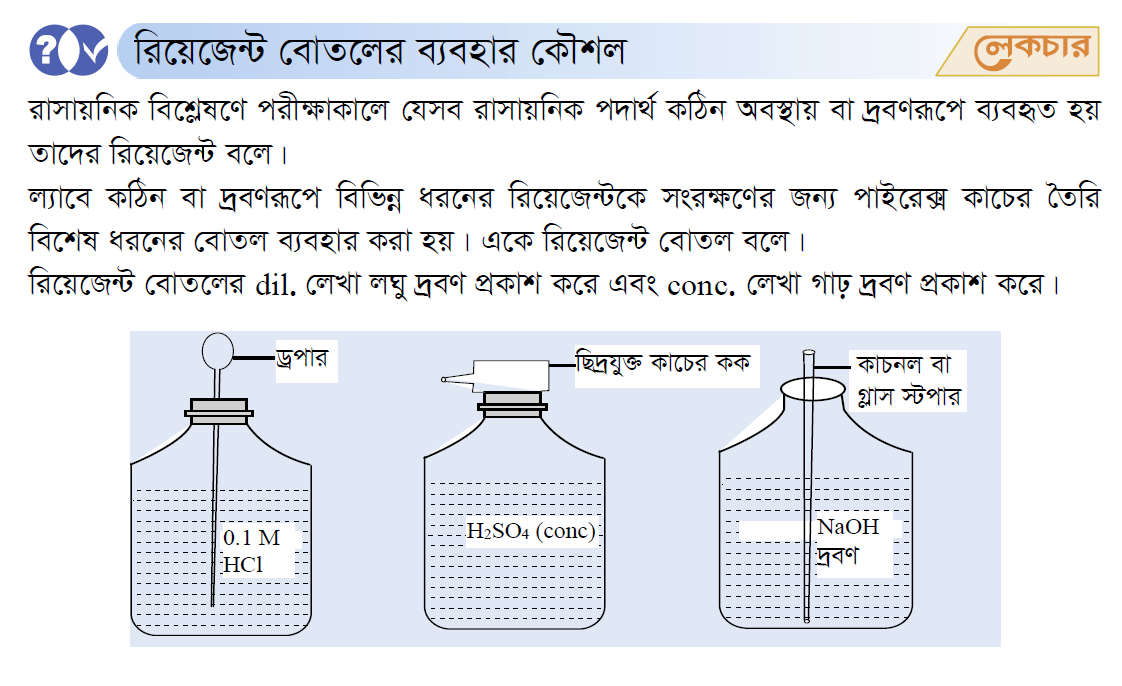 রিয়েজেন্ট বোতলের ব্যবহার কৌশল
লেকচার
রাসায়নিক বিশ্লেষণে পরীক্ষাকালে যেসব রাসায়নিক পদার্থ কঠিন অবস্থায় বা দ্রবণরূপে ব্যবহৃত হয়
তাদের রিয়েজেন্ট বলে।
ল্যাবে কঠিন বা দ্রবণরূপে বিভিন্ন ধরনের রিয়েজেন্টকে সংরক্ষণের জন্য পাইরেক্স কাচের তৈরি
বিশেষ ধরনের বোতল ব্যবহার করা হয়। একে রিয়েজেন্ট বোতল বলে।
রিয়েজেন্ট বোতলের dil. লেখা লঘু দ্রবণ প্রকাশ করে এবং conc. লেখা গাঢ় দ্রবণ প্রকাশ করে।
ড্রপার
ছিদ্রযুক্ত কাচের কক
কাচনল বা
গ্লাস স্টপার
0.1 M
HCl
H₂SO₄ (conc)
NaOH
দ্রবণ